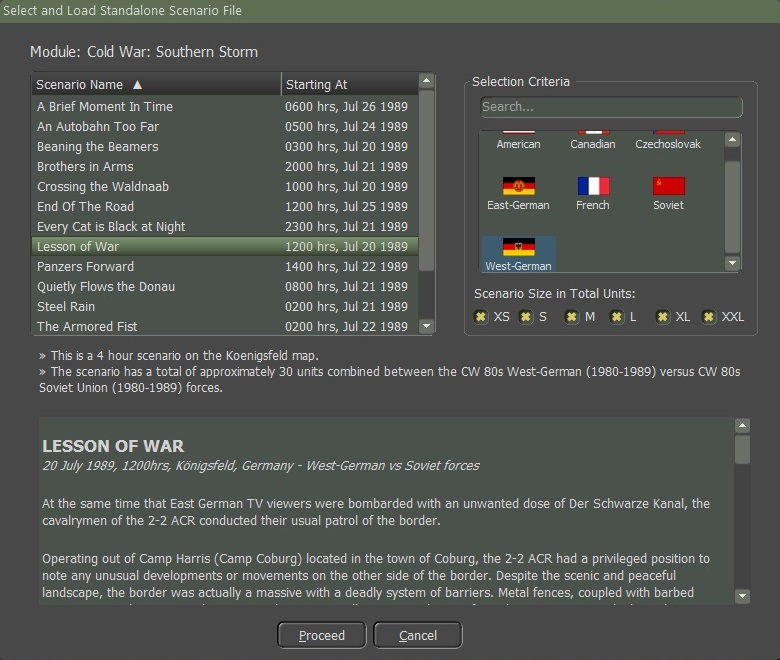 Select and Load Standalone Scenario File
Module: Cold War: Southern Storm
Scenario Name ▲ Starting At
A Brief Moment In Time 0600 hrs, Jul 26 1989
An Autobahn Too Far 0500 hrs, Jul 24 1989
Beaning the Beamers 0300 hrs, Jul 20 1989
Brothers in Arms 2000 hrs, Jul 21 1989
Crossing the Waldnaab 1000 hrs, Jul 20 1989
End Of The Road 1200 hrs, Jul 25 1989
Every Cat is Black at Night 2300 hrs, Jul 21 1989
Lesson of War 1200 hrs, Jul 20 1989
Panzers Forward 1400 hrs, Jul 22 1989
Quietly Flows the Donau 0800 hrs, Jul 21 1989
Steel Rain 0200 hrs, Jul 21 1989
The Armored Fist 0200 hrs, Jul 22 1989
Selection Criteria
Search...
American Canadian Czechoslovak
East-German French Soviet
West-German
Scenario Size in Total Units:
XS S M L XL XXL
» This is a 4 hour scenario on the Koenigsfeld map.
» The scenario has a total of approximately 30 units combined between the CW 80s West-German (1980-1989) versus CW 80s
Soviet Union (1980-1989) forces.
LESSON OF WAR
20 July 1989, 1200hrs, Königsfeld, Germany - West-German vs Soviet forces
At the same time that East German TV viewers were bombarded with an unwanted dose of Der Schwarze Kanal, the
cavalrymen of the 2-2 ACR conducted their usual patrol of the border.
Operating out of Camp Harris (Camp Coburg) located in the town of Coburg, the 2-2 ACR had a privileged position to
note any unusual developments or movements on the other side of the border. Despite the scenic and peaceful
landscape, the border was actually a massive with a deadly system of barriers. Metal fences, coupled with barbed
Proceed Cancel